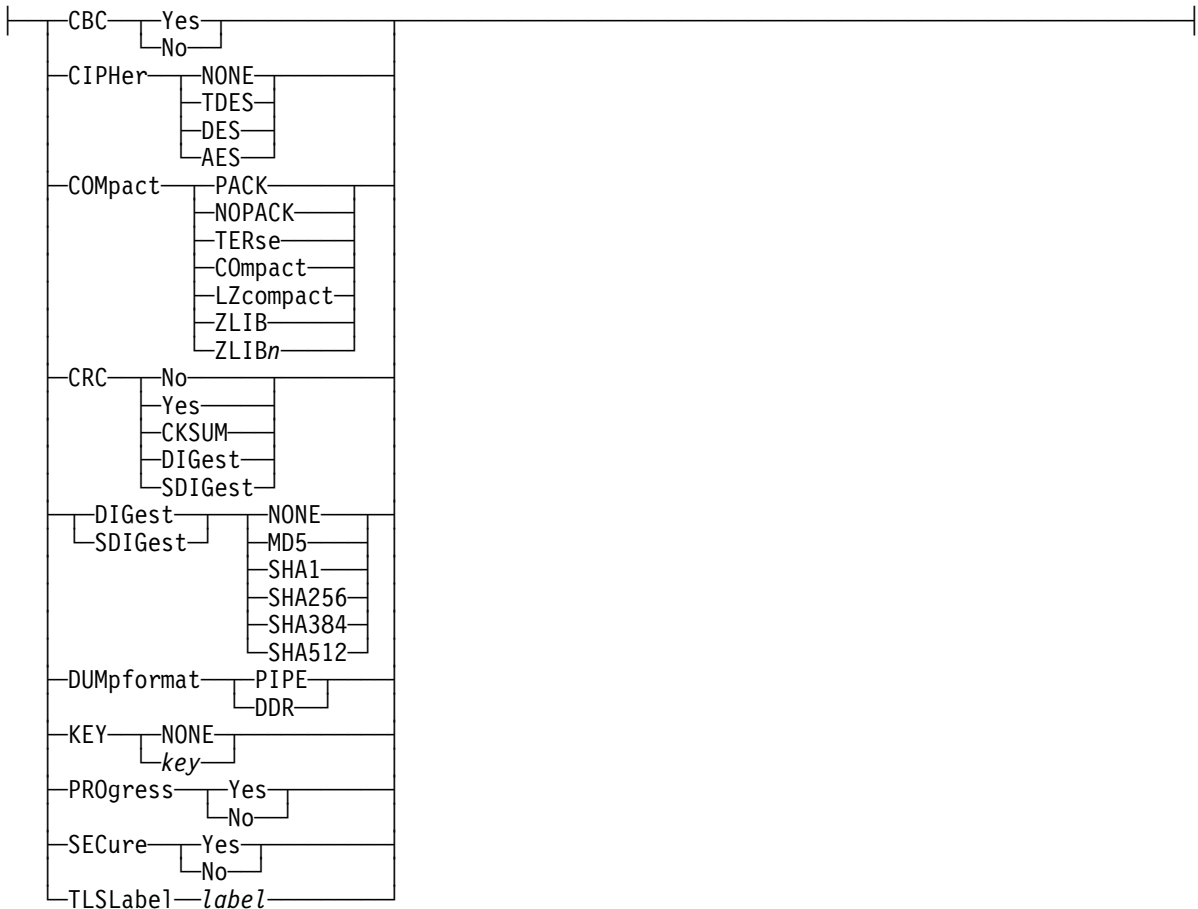 CBC Yes
No
CIPHer NONE
TDES
DES
AES
COMpact PACK
NOPACK
TERse
COmpact
LZcompact
ZLIB
ZLIBn
CRC No
Yes
CKSUM
DIGest
SDIGest
DIGest NONE
SDIGest MD5
SHA1
SHA256
SHA384
SHA512
DUMpformat PIPE
DDR
KEY NONE
key
PROgress Yes
No
SECure Yes
No
TLSLabel label